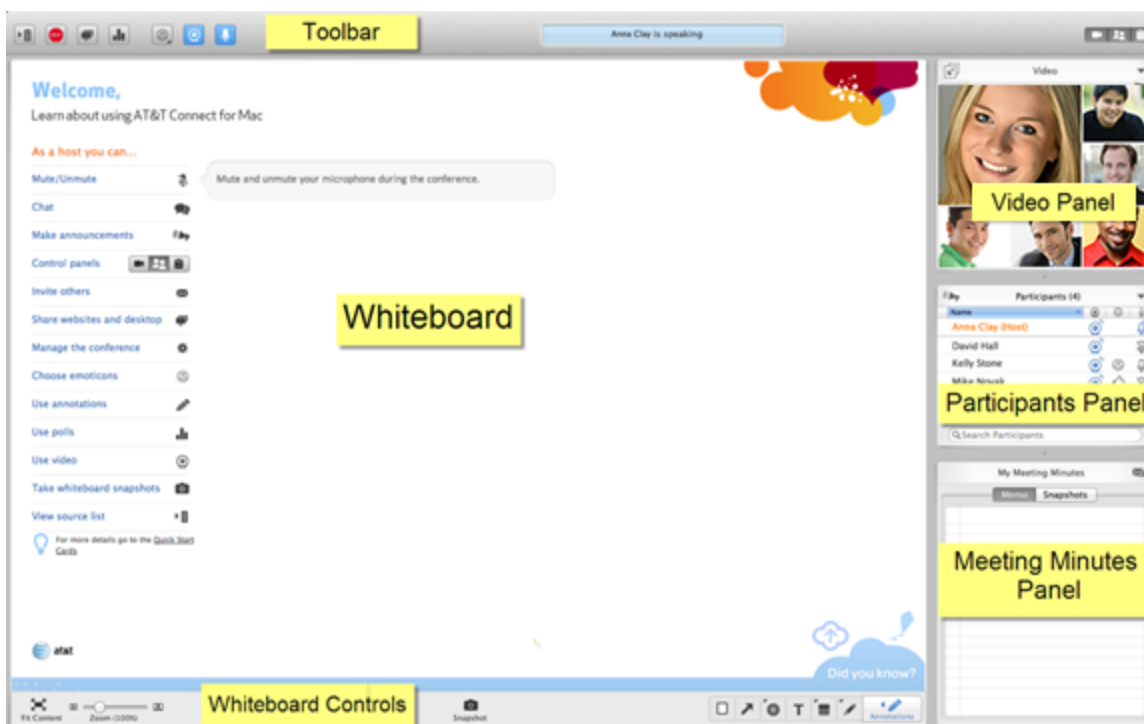 Toolbar
Anna Clay is speaking
Welcome,
Learn about using AT&T Connect for Mac
As a host you can...
Mute/Unmute
Mute and unmute your microphone during the conference.
Chat
Make announcements
Control panels
Invite others
Share websites and desktop
Manage the conference
Choose emoticons
Use annotations
Use polls
Use video
Take whiteboard snapshots
View source list
For more details go to the Quick Start
Cards.
Whiteboard
at&t
Did you know?
Video
Video Panel
Participants (4)
Name
Anna Clay (Host)
David Hall
Kelly Stone
Mike Novak
Participants Panel
Search Participants
My Meeting Minutes
Memo Snapshots
Meeting Minutes
Panel
Fit Content
Zoom (100%)
Whiteboard Controls
Snapshot
T
Annotations